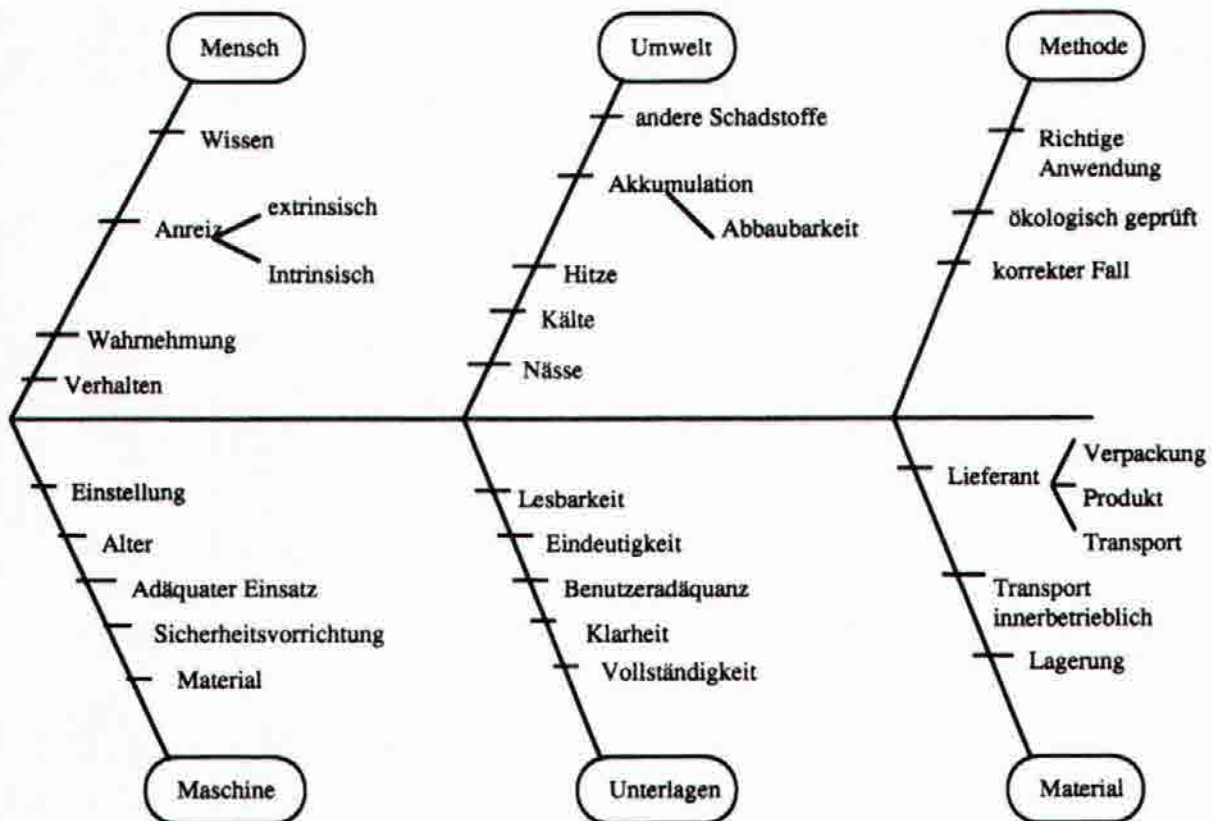 Mensch
Umwelt
Methode
Wissen
Anreiz
extrinsisch
Intrinsisch
Wahrnehmung
Verhalten
andere Schadstoffe
Akkumulation
Abbaubarkeit
Hitze
Kälte
Nässe
Richtige
Anwendung
ökologisch geprüft
korrekter Fall
Einstellung
Alter
Adäquater Einsatz
Sicherheitsvorrichtung
Material
Lesbarkeit
Eindeutigkeit
Benutzeradäquanz
Klarheit
Vollständigkeit
Lieferant
Verpackung
Produkt
Transport
Transport
innerbetrieblich
Lagerung
Maschine
Unterlagen
Material